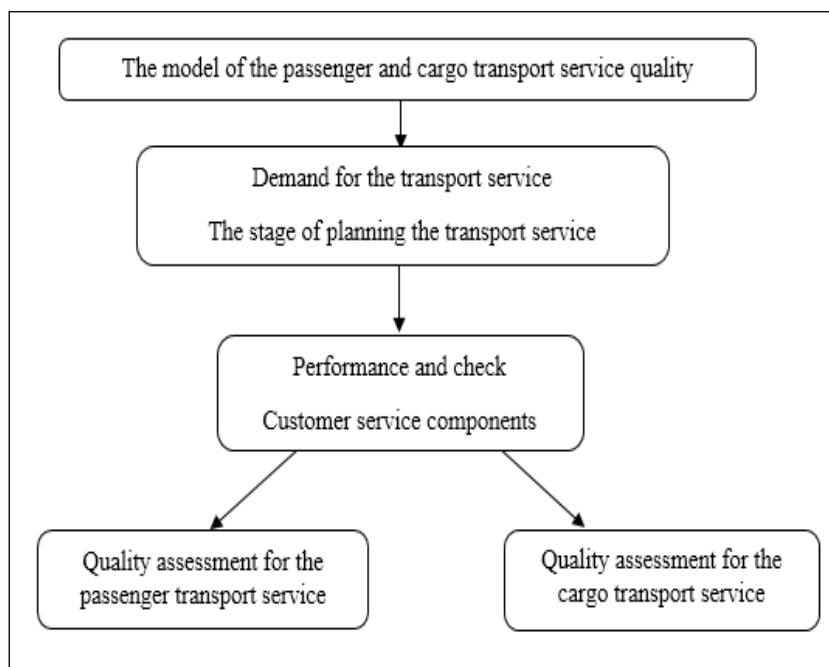 The model of the passenger and cargo transport service quality
Demand for the transport service
The stage of planning the transport service
Performance and check
Customer service components
Quality assessment for the
passenger transport service
Quality assessment for the
cargo transport service